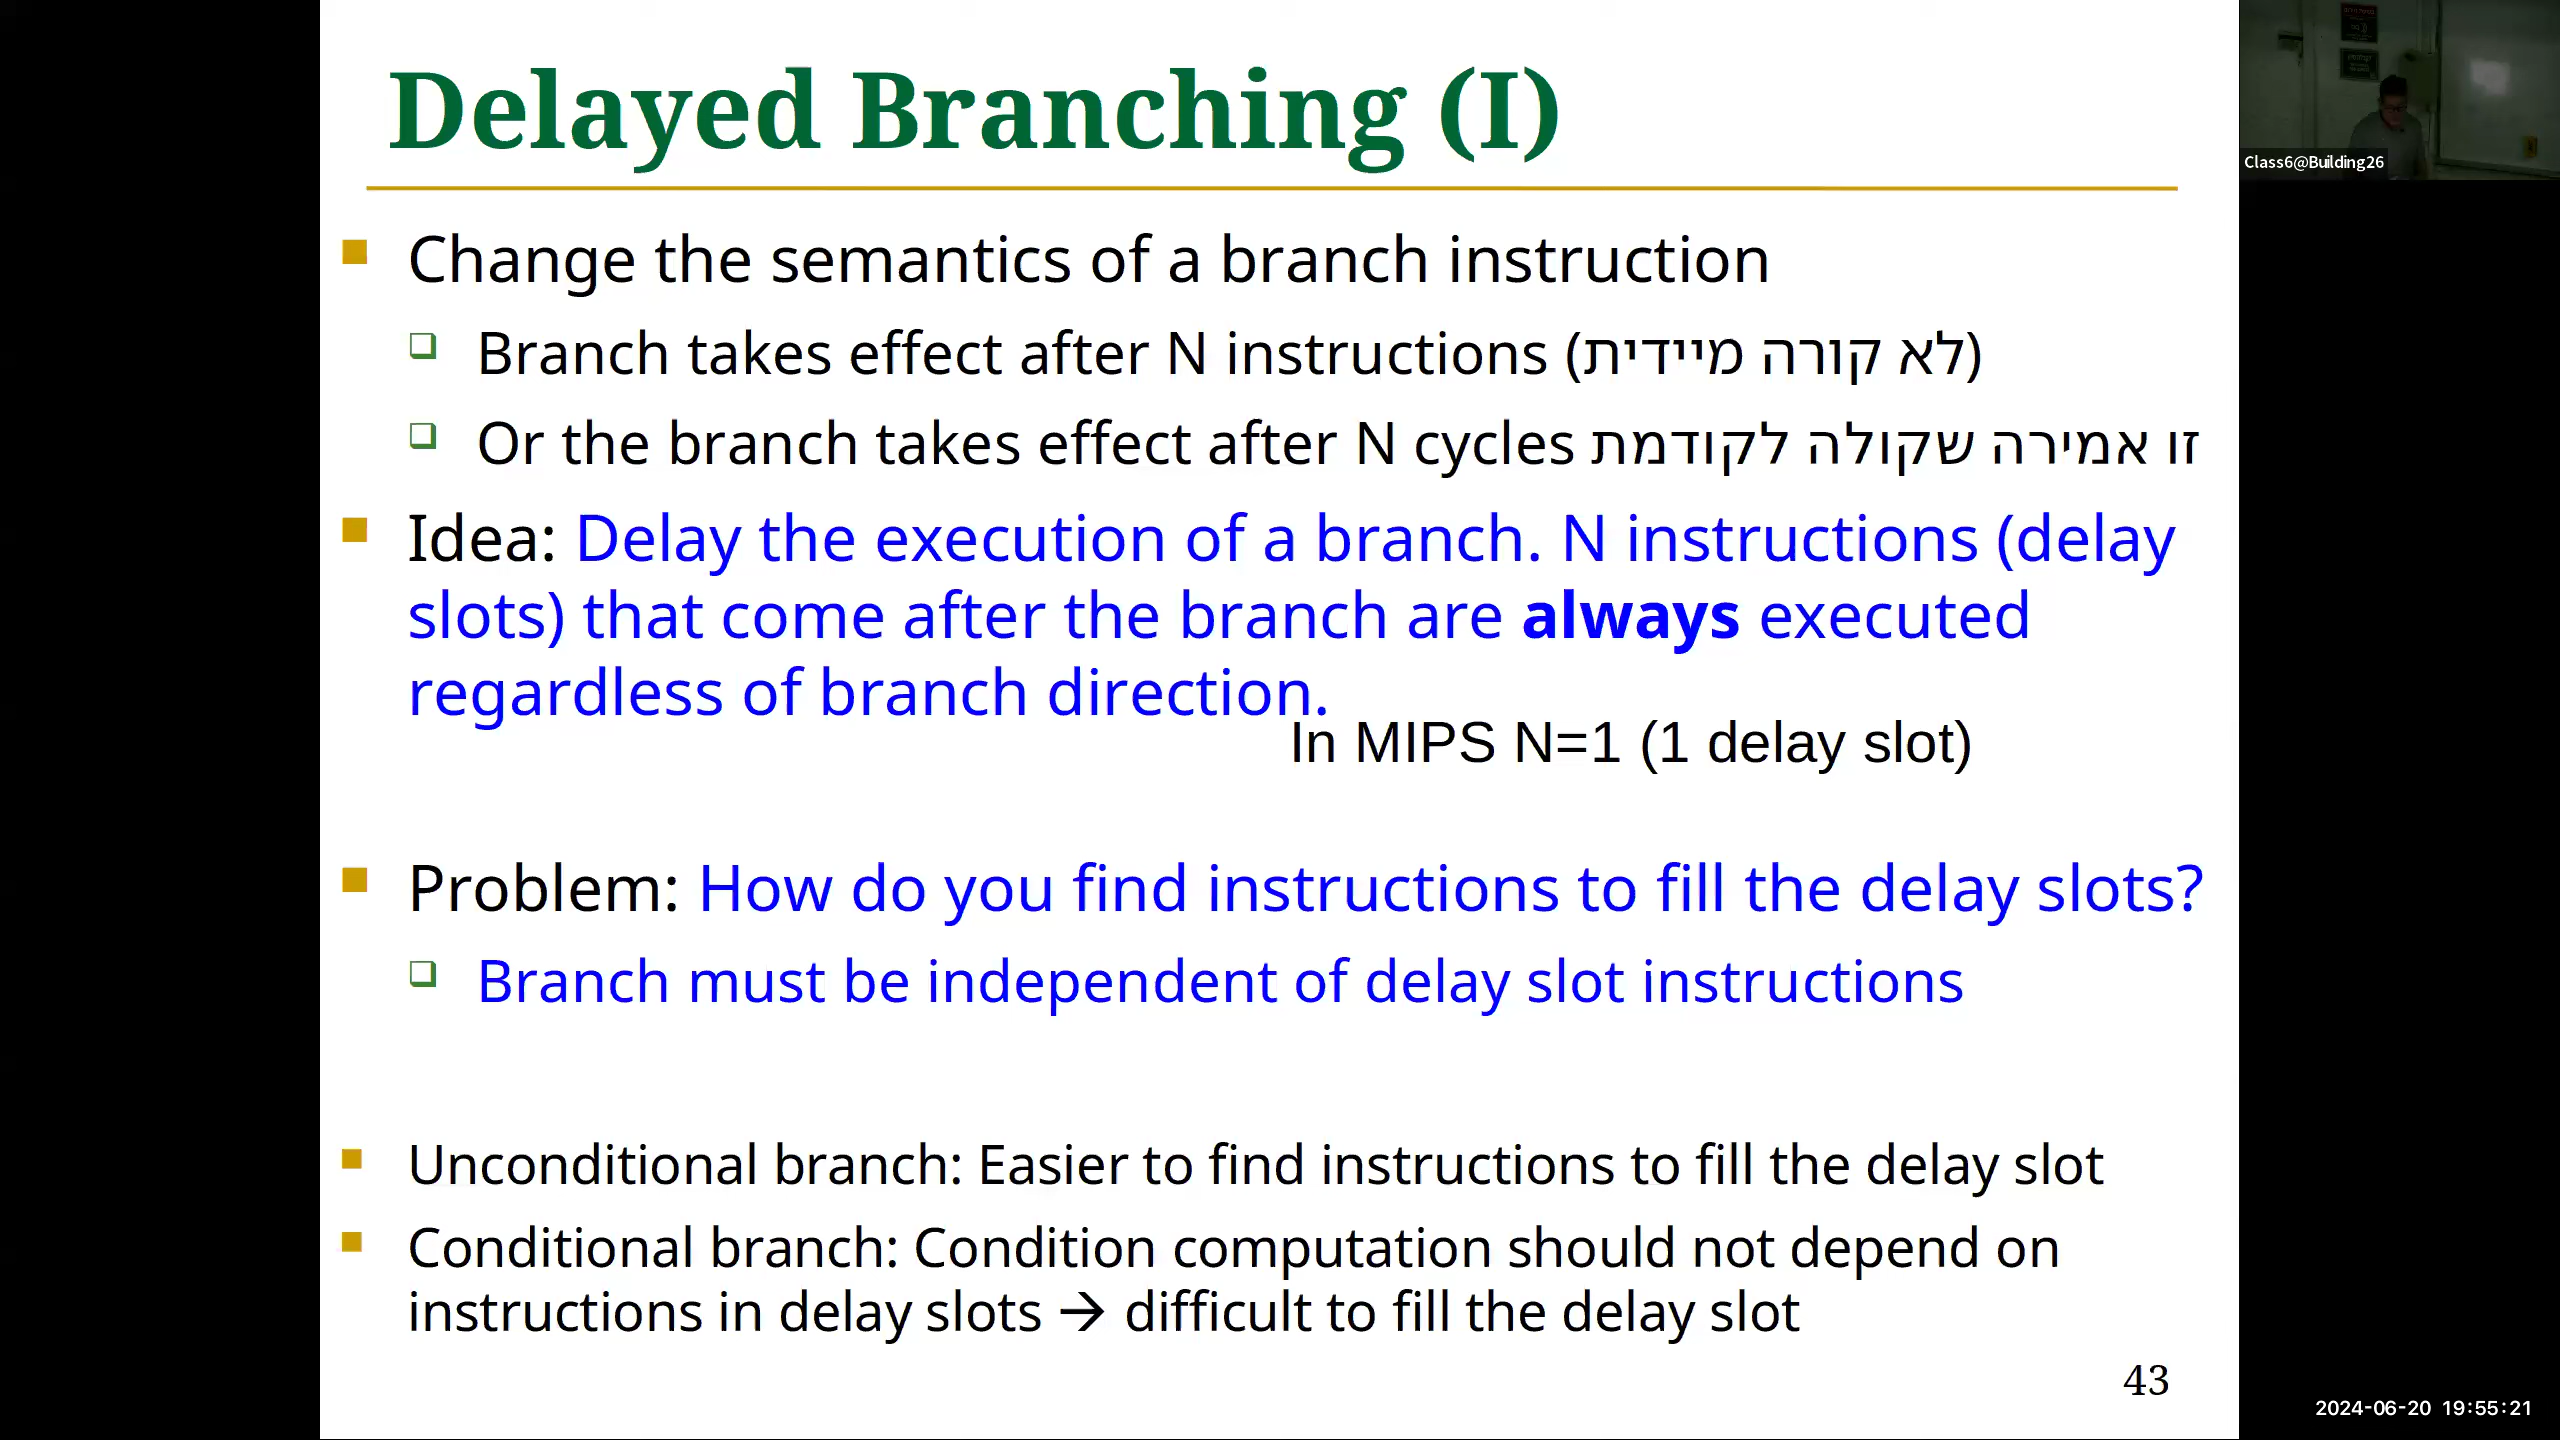 Delayed Branching (I)
Class6@Building26
Change the semantics of a branch instruction
Branch takes effect after N instructions (לא קורה מיידית)
Or the branch takes effect after N cycles זו אמירה שקולה לקודמת
Idea: Delay the execution of a branch. N instructions (delay
slots) that come after the branch are always executed
regardless of branch direction.
In MIPS N=1 (1 delay slot)
Problem: How do you find instructions to fill the delay slots?
Branch must be independent of delay slot instructions
Unconditional branch: Easier to find instructions to fill the delay slot
Conditional branch: Condition computation should not depend on
instructions in delay slots → difficult to fill the delay slot
43
2024-06-20 19:55:21